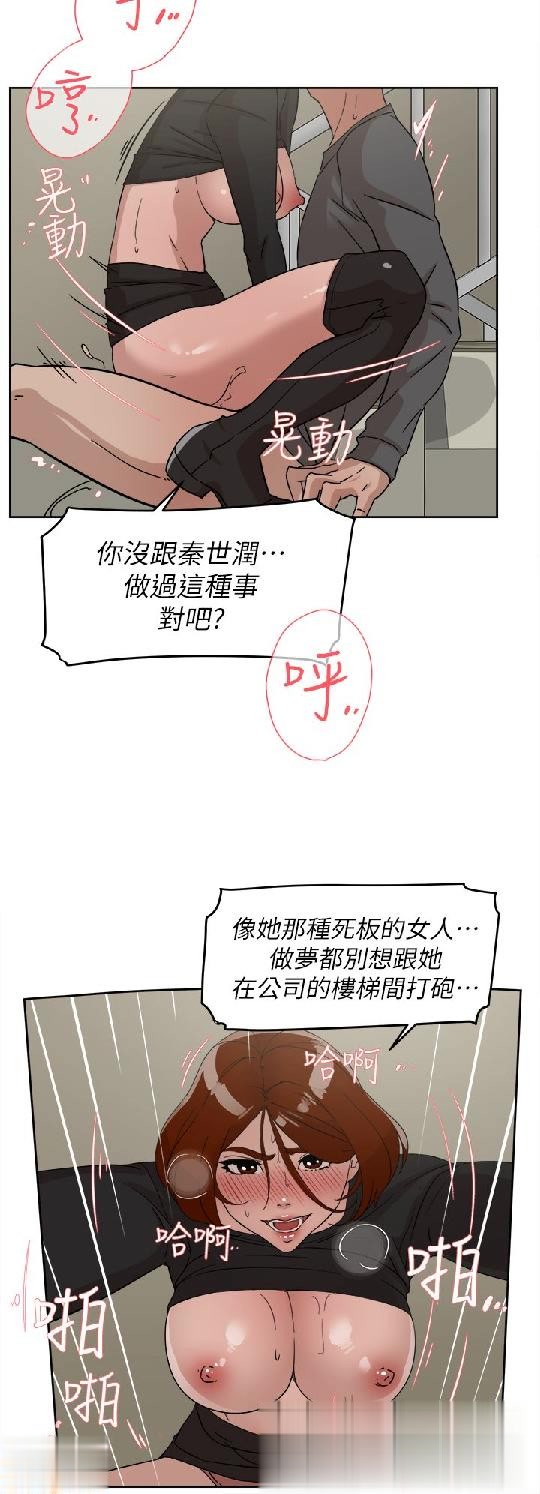 哼
晃動
晃動
你沒跟秦世潤…
做過這種事
對吧?
呼
像她那種死板的女人…
做夢都別想跟她
在公司的樓梯間打砲…
哈啊
哈啊
啪
啪
啪